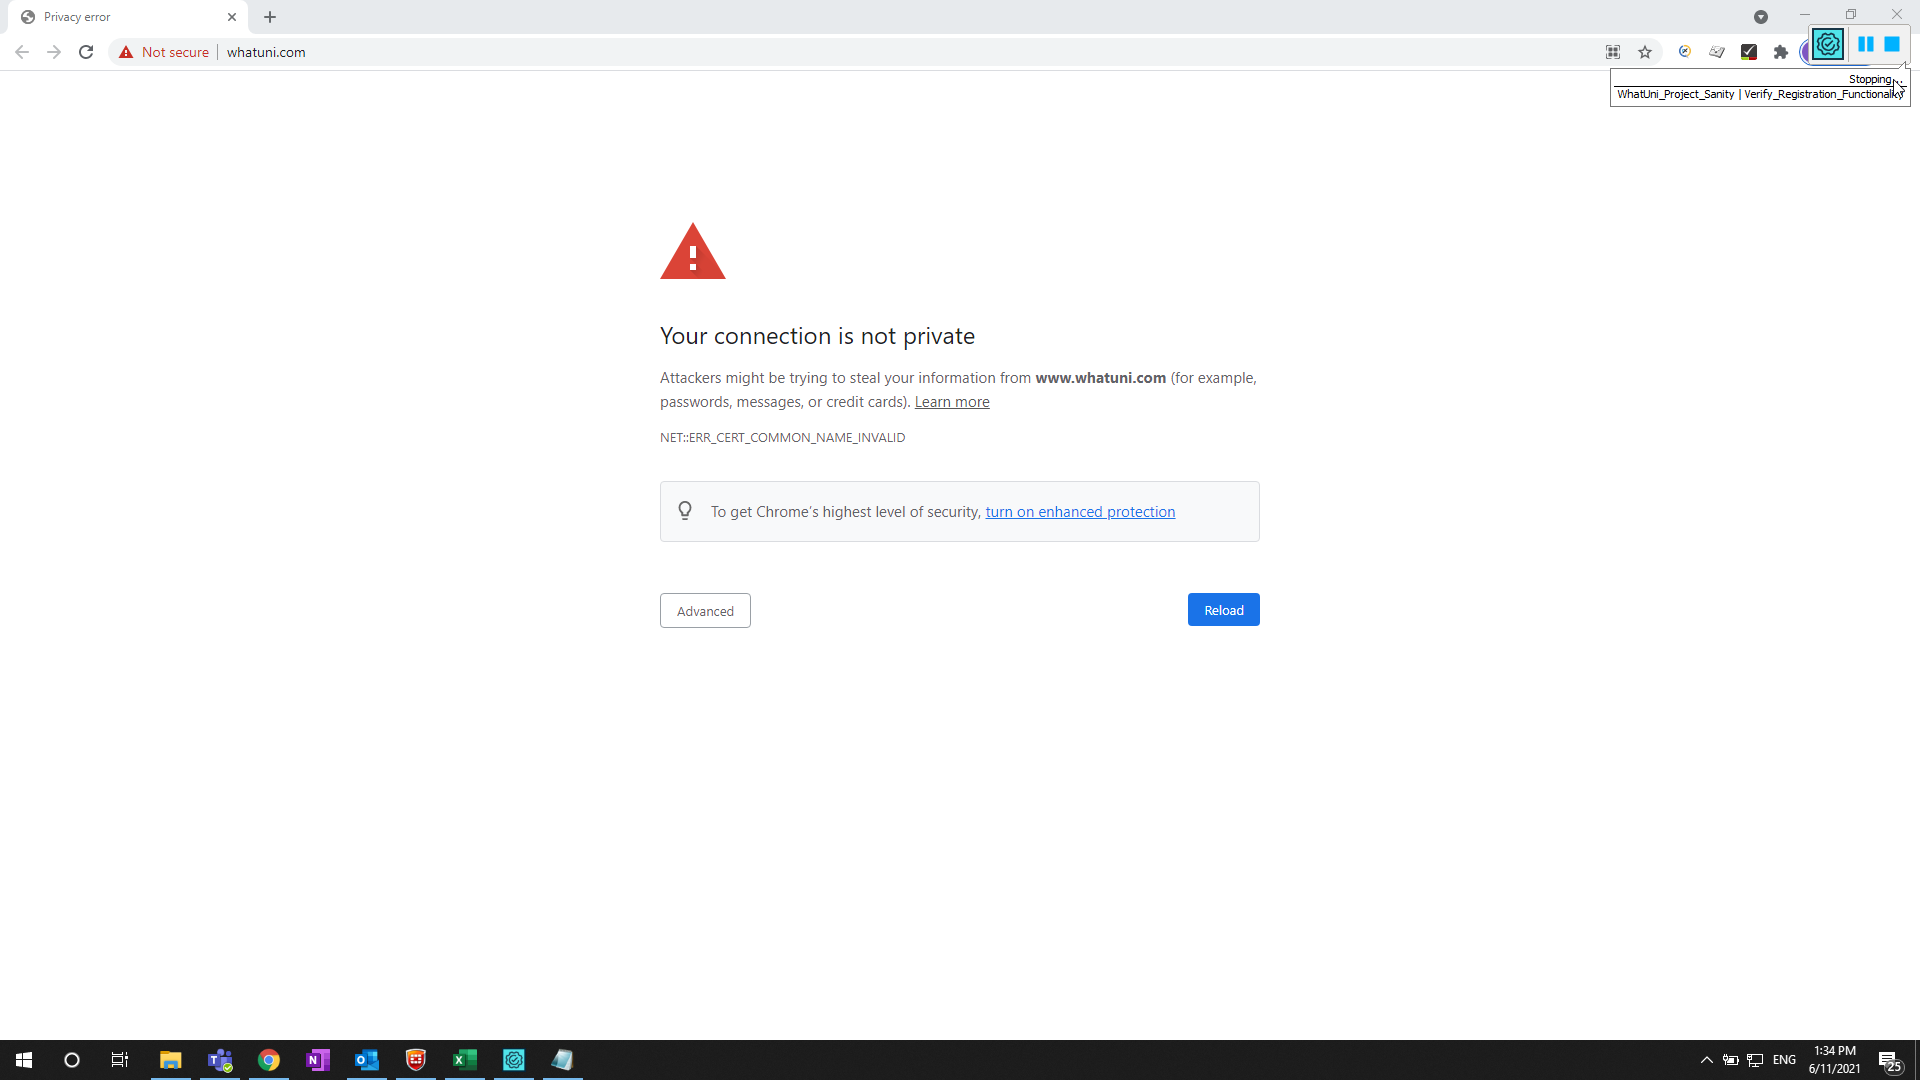 Privacy error
Not secure whatuni.com
Stopping
WhatUni_Project_Sanity | Verify_Registration_Functionality
Your connection is not private
Attackers might be trying to steal your information from www.whatuni.com (for example,
passwords, messages, or credit cards). Learn more
NET::ERR_CERT_COMMON_NAME_INVALID
To get Chrome's highest level of security, turn on enhanced protection
Advanced
Reload
ENG
1:34 PM
6/11/2021
25